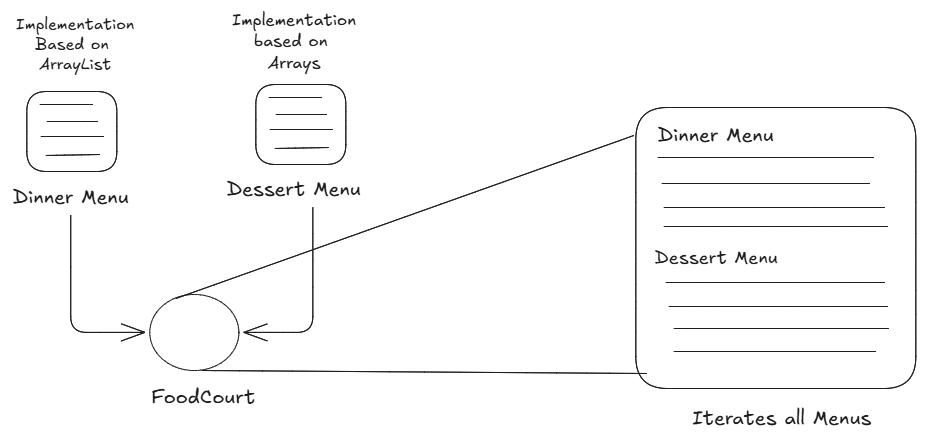 Implementation
Based on
ArrayList
Implementation
based on
Arrays
Dinner Menu
Dessert Menu
FoodCourt
Dinner Menu
Dessert Menu
Iterates all Menus